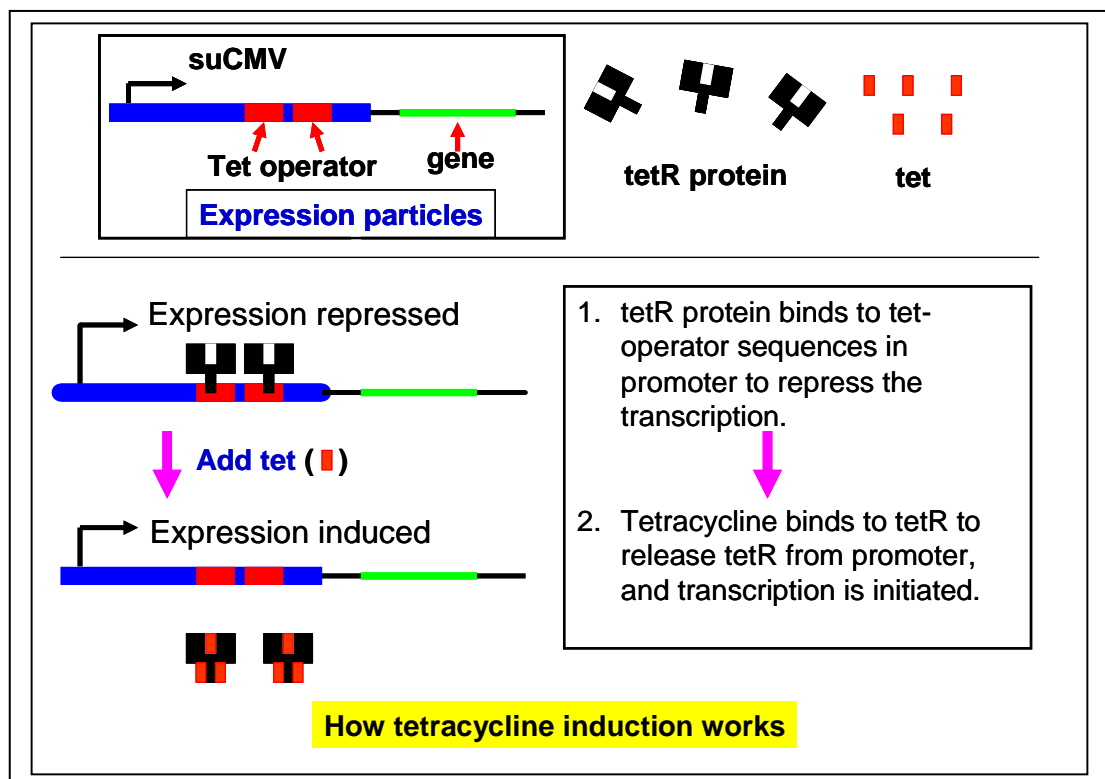 suCMV
Tet operator
gene
Expression particles
tetR protein
tet
Expression repressed
Add tet ( )
Expression induced
1. tetR protein binds to tet-
operator sequences in
promoter to repress the
transcription.
2. Tetracycline binds to tetR to
release tetR from promoter,
and transcription is initiated.
How tetracycline induction works